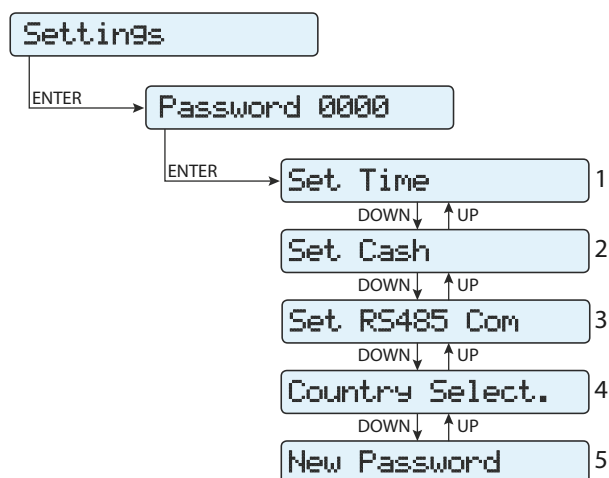 Settings
ENTER
Password 0000
ENTER
Set Time 1
DOWN UP
Set Cash 2
DOWN UP
Set RS485 Com 3
DOWN UP
Country Select. 4
DOWN UP
New Password 5